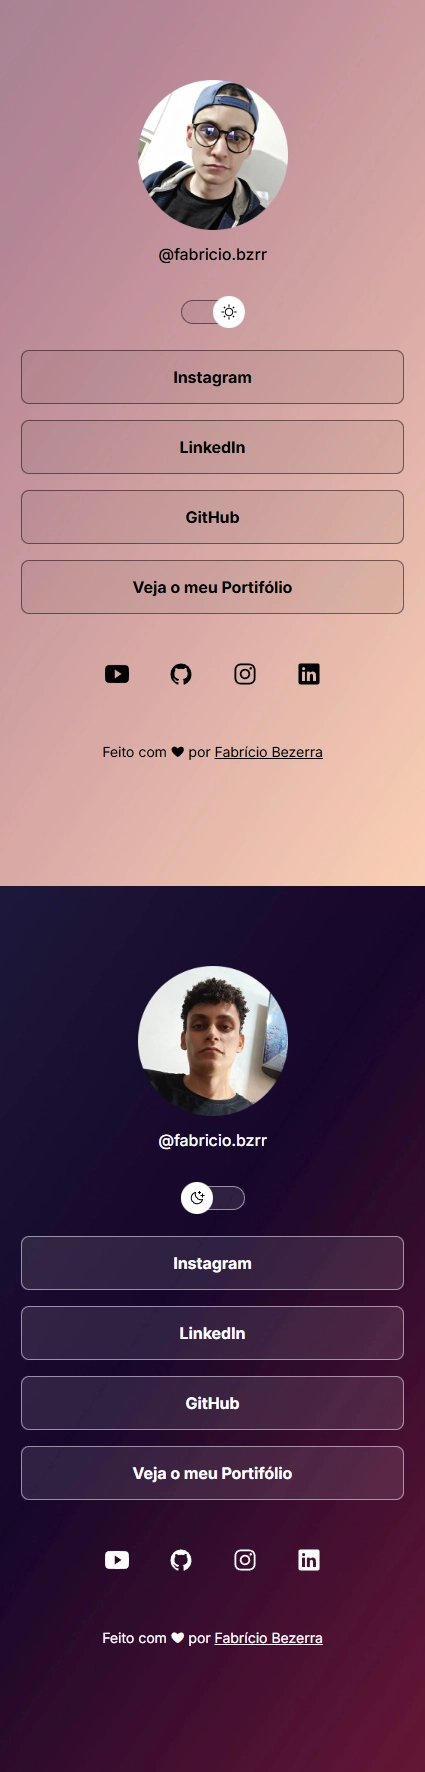 @fabricio.bzrr
Instagram
LinkedIn
GitHub
Veja o meu Portifólio
Feito com ♥ por Fabrício Bezerra
@fabricio.bzrr
Instagram
LinkedIn
GitHub
Veja o meu Portifólio
Feito com ♥ por Fabrício Bezerra